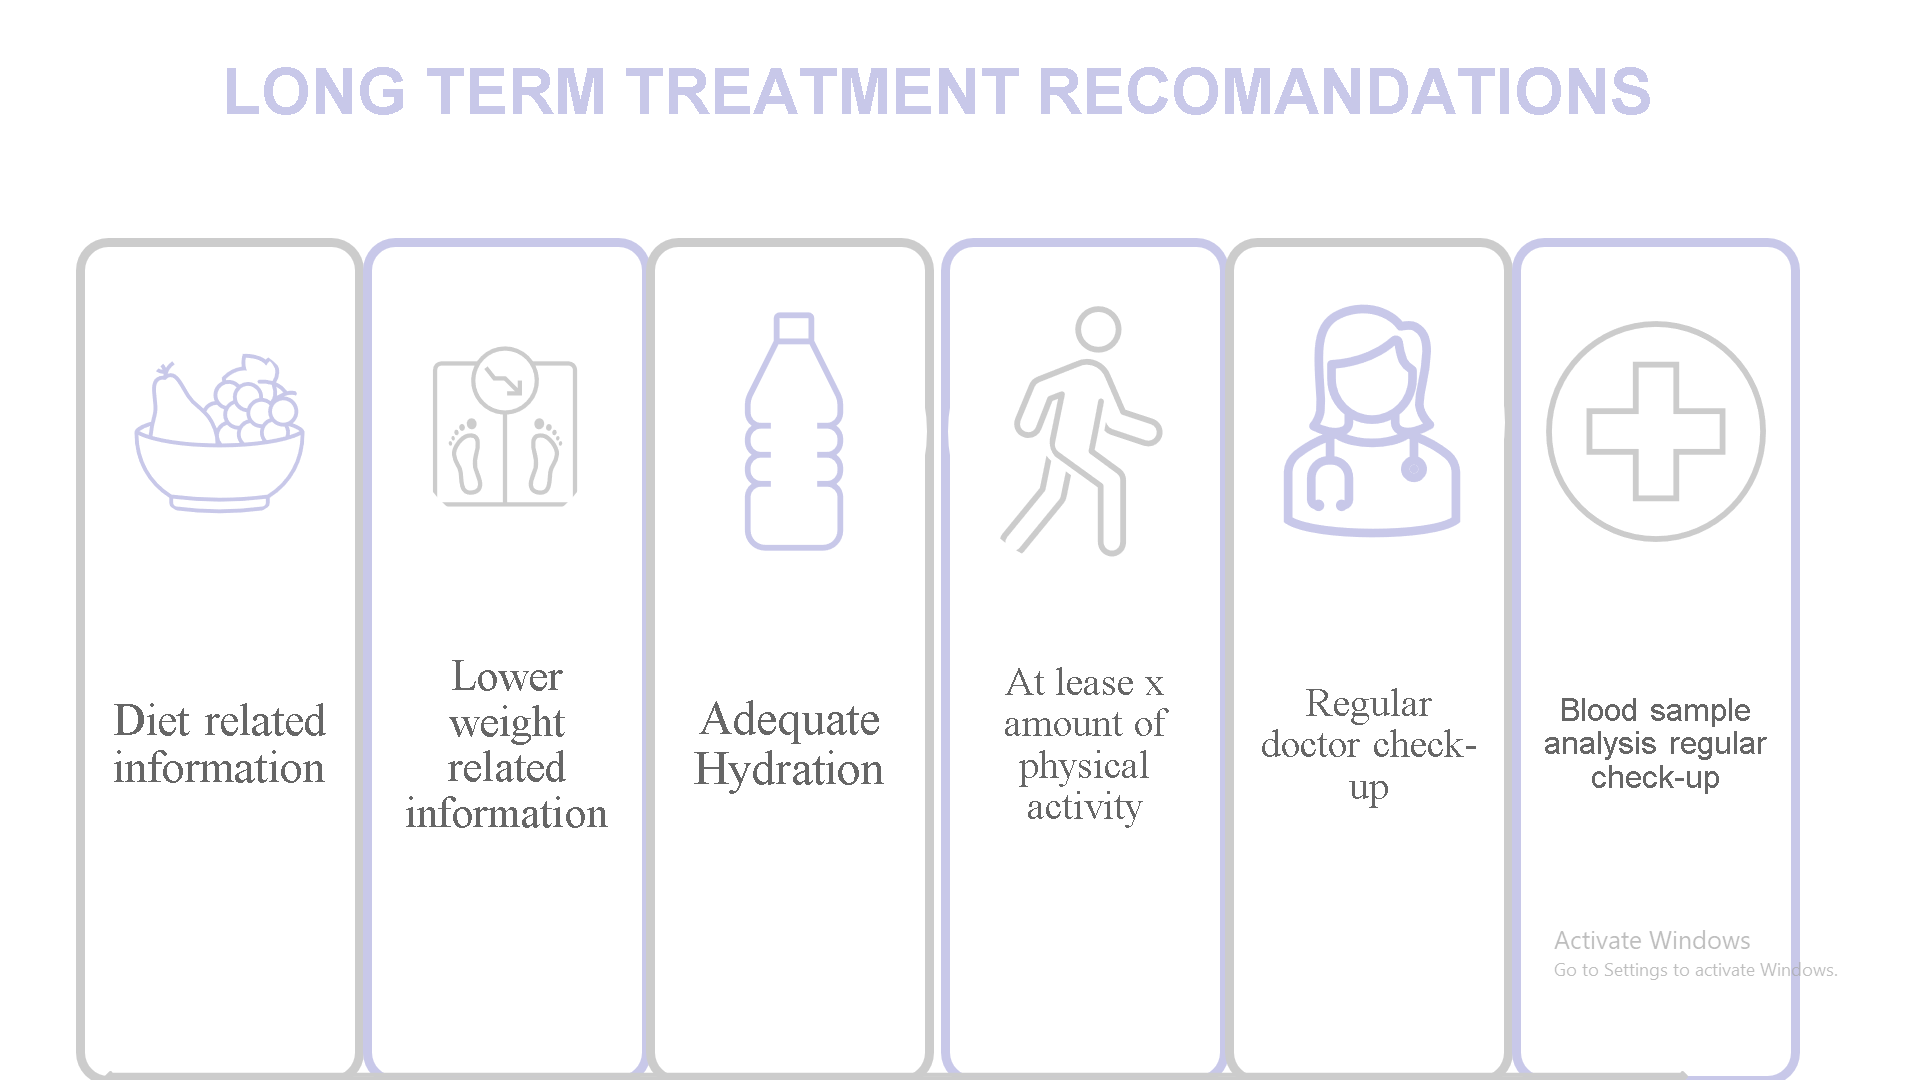 LONG TERM TREATMENT RECOMANDATIONS
Diet related
information
Lower
weight
related
information
Adequate
Hydration
At lease x
amount of
physical
activity
Regular
doctor check-
up
Blood sample
analysis regular
check-up
Activate Windows
Go to Settings to activate Windows.